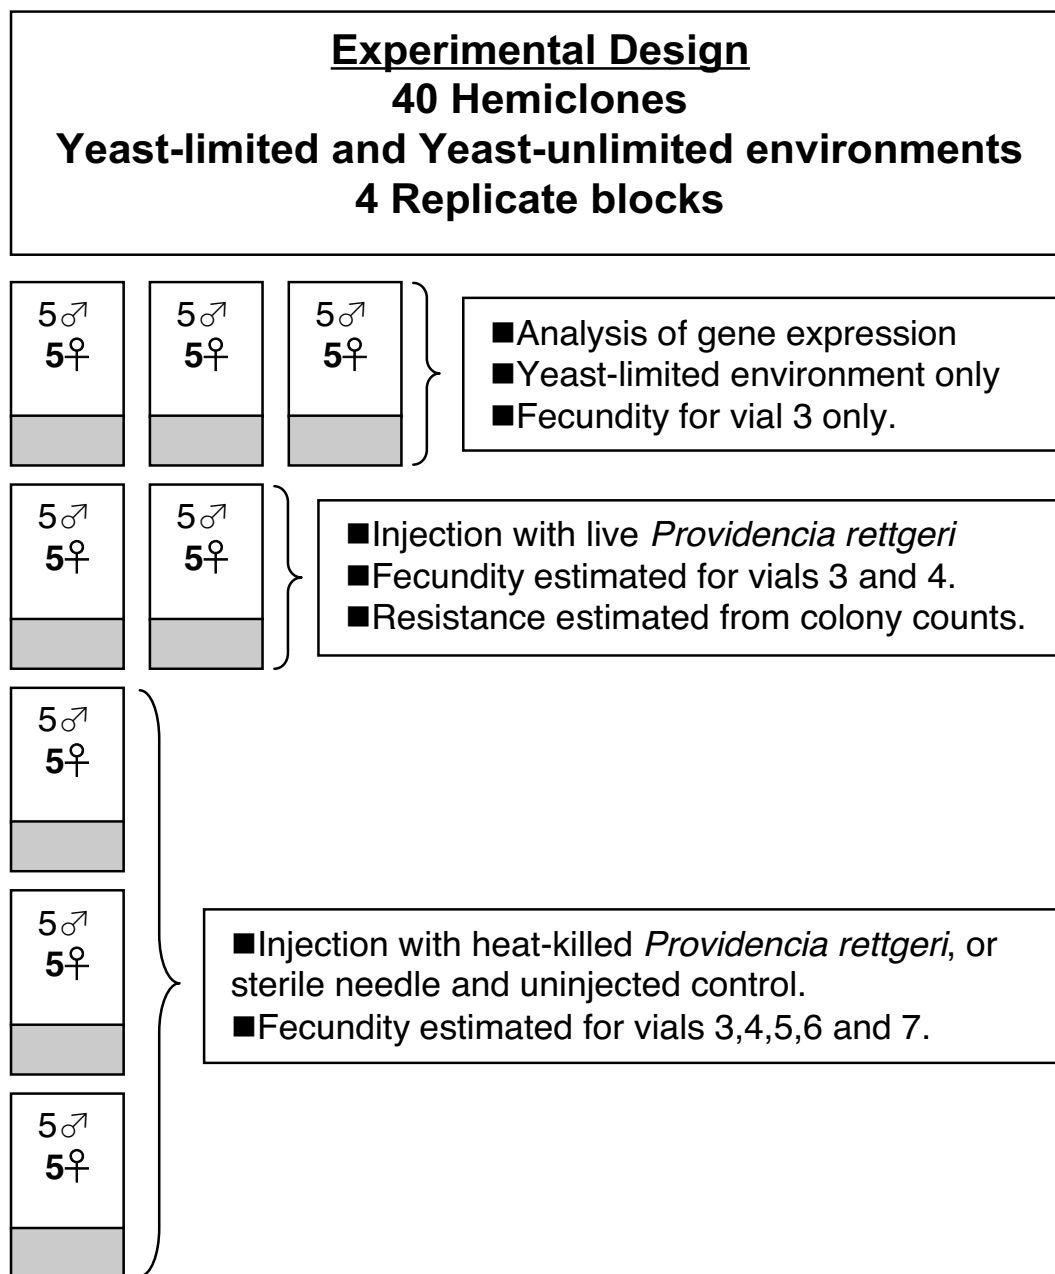 Experimental Design
40 Hemiclones
Yeast-limited and Yeast-unlimited environments
4 Replicate blocks
5♂ 5♂ 5♂
5♀ 5♀ 5♀
■Analysis of gene expression
■Yeast-limited environment only
■Fecundity for vial 3 only.
5♂ 5♂
5♀ 5♀
■Injection with live Providencia rettgeri
■Fecundity estimated for vials 3 and 4.
■Resistance estimated from colony counts.
5♂
5♀
5♂
5♀
■Injection with heat-killed Providencia rettgeri, or
sterile needle and uninjected control.
■Fecundity estimated for vials 3,4,5,6 and 7.
5♂
5♀